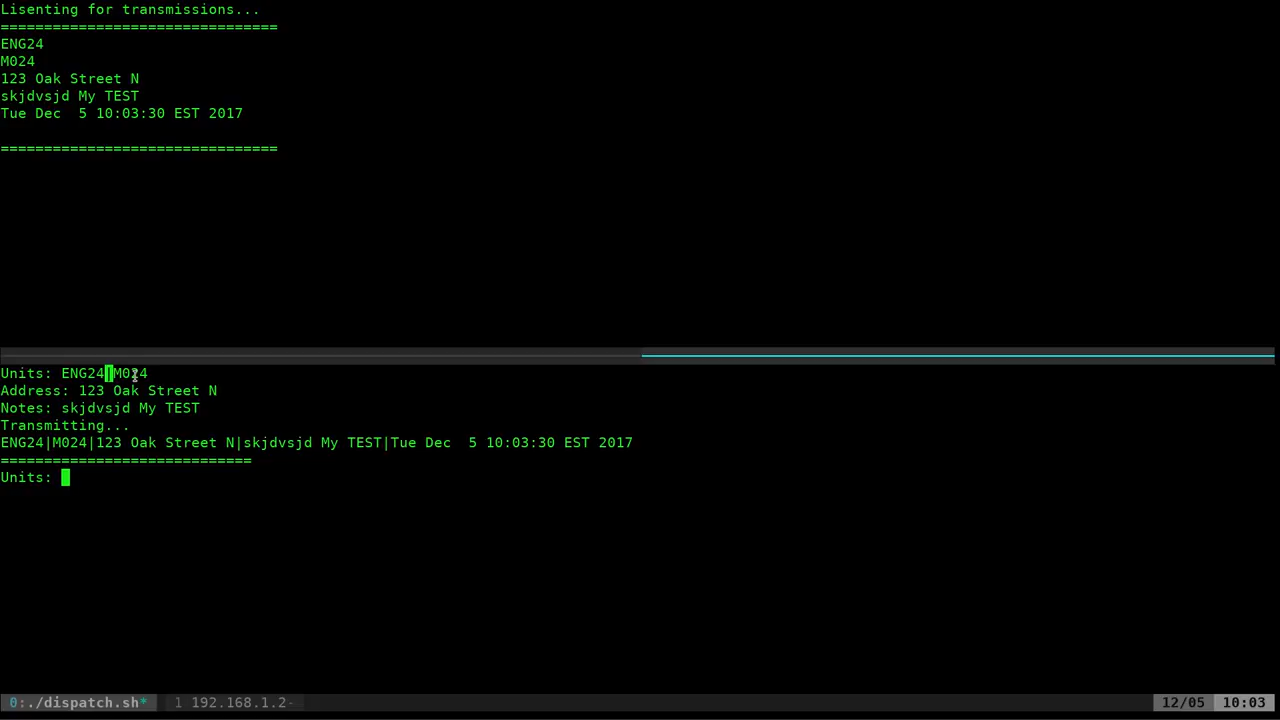 Lisenting for transmissions...
================================
ENG24
M024
123 Oak Street N
skjdvsjd My TEST
Tue Dec  5 10:03:30 EST 2017
================================
Units: ENG24|M024
Address: 123 Oak Street N
Notes: skjdvsjd My TEST
Transmitting...
ENG24|M024|123 Oak Street N|skjdvsjd My TEST|Tue Dec  5 10:03:30 EST 2017
=============================
Units:
0:./dispatch.sh* 1 192.168.1.2- 12/05 10:03